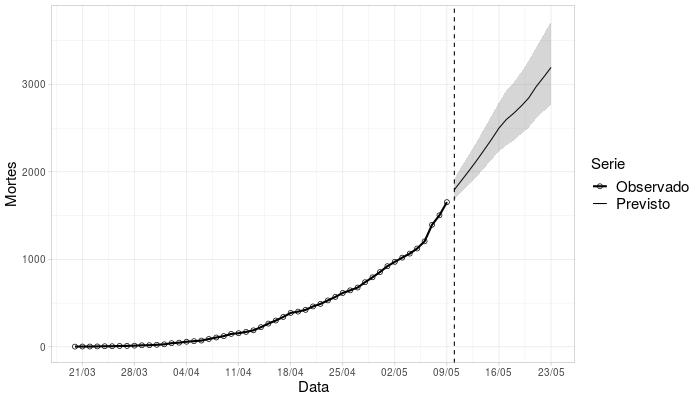 3000
2000
1000
0
Mortes
21/03 28/03 04/04 11/04 18/04 25/04 02/05 09/05 16/05 23/05
Data
Serie
Observado
Previsto